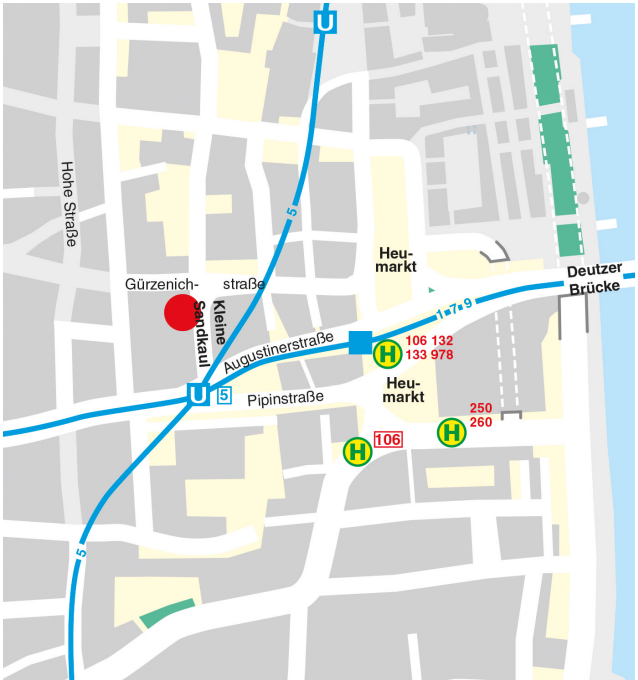 U
5
Hohe Straße
Heu-
markt
Gürzenich-
straße
Deutzer
Brücke
Kleine
Sandkaul
1·7·9
Augustinerstraße
H
106 132
133 978
U
5
Pipinstraße
Heu-
markt
250
260
H
H
106
5